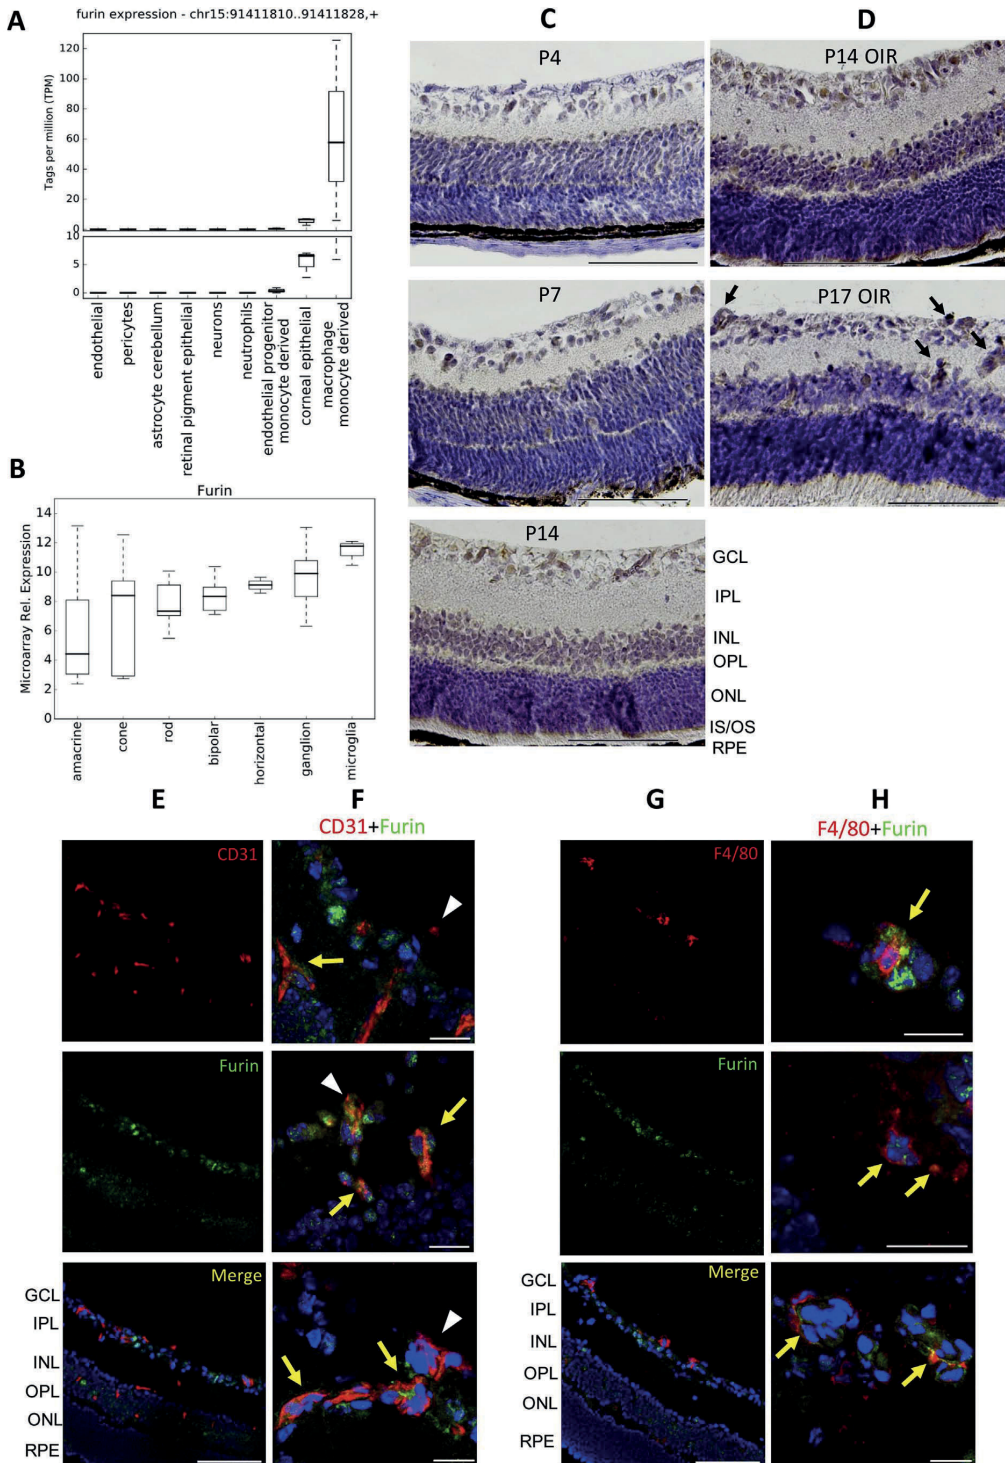 A
furin expression - chr15:91411810..91411828,+
Tags per million (TPM)
120
100
80
60
40
20
0
10
5
0
endothelial
pericytes
astrocyte cerebellum
retinal pigment epithelial
neurons
neutrophils
endothelial progenitor
monocyte derived
corneal epithelial
macrophage
monocyte derived
B
Furin
Microarray Rel. Expression
14
12
10
8
6
4
2
0
amacrine
cone
rod
bipolar
horizontal
ganglion
microglia
C
P4
P7
P14
D
P14 OIR
P17 OIR
GCL
IPL
INL
OPL
ONL
IS/OS
RPE
E
CD31
Furin
Merge
GCL
IPL
INL
OPL
ONL
RPE
F
CD31+Furin
G
F4/80
Furin
Merge
GCL
IPL
INL
OPL
ONL
RPE
H
F4/80+Furin